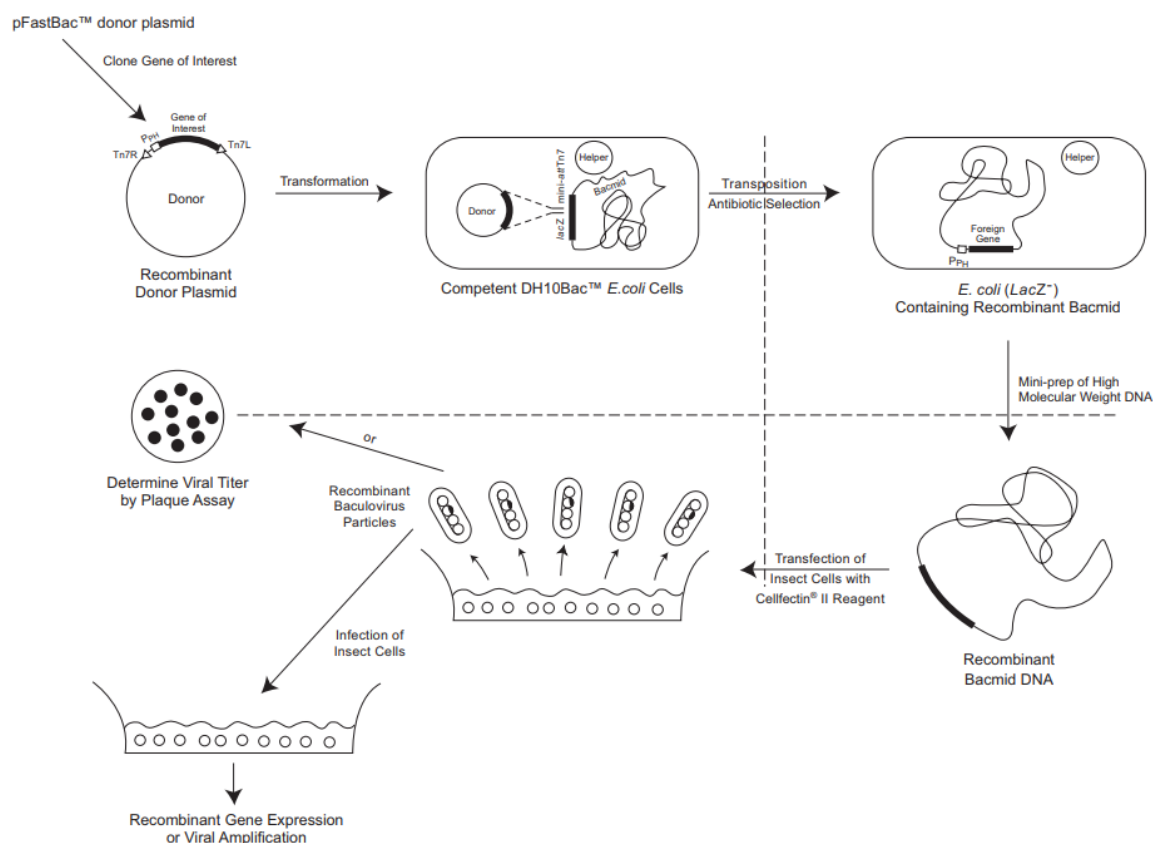 pFastBac™ donor plasmid
Clone Gene of Interest
Gene of
Interest
PPH
Tn7R
Tn7L
Donor
Recombinant
Donor Plasmid
Transformation
Helper
Donor
lacZ
mini-attTn7
Bacmid
Competent DH10Bac™ E.coli Cells
Transposition
Antibiotic Selection
Helper
Foreign
Gene
PPH
E. coli (LacZ⁻)
Containing Recombinant Bacmid
Mini-prep of High
Molecular Weight DNA
Determine Viral Titer
by Plaque Assay
or
Recombinant
Baculovirus
Particles
Transfection of
Insect Cells with
Cellfectin® II Reagent
Recombinant
Bacmid DNA
Infection of
Insect Cells
Recombinant Gene Expression
or Viral Amplification